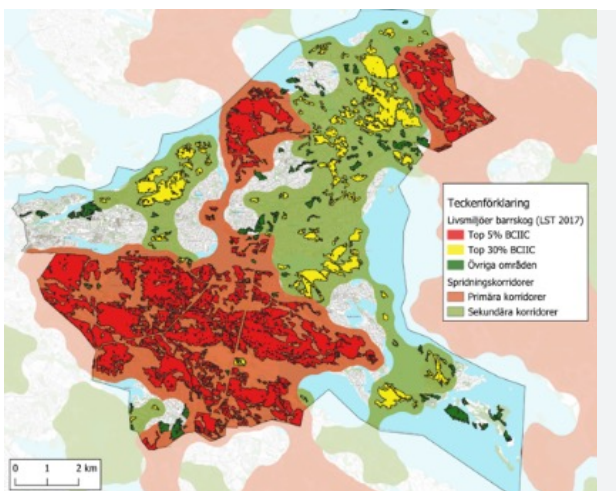 Teckenförklaring
Livsmiljöer barrskog (LST 2017)
Top 5% BCIIC
Top 30% BCIIC
Övriga områden
Spridningskorridorer
Primära korridorer
Sekundära korridorer
0 1 2 km